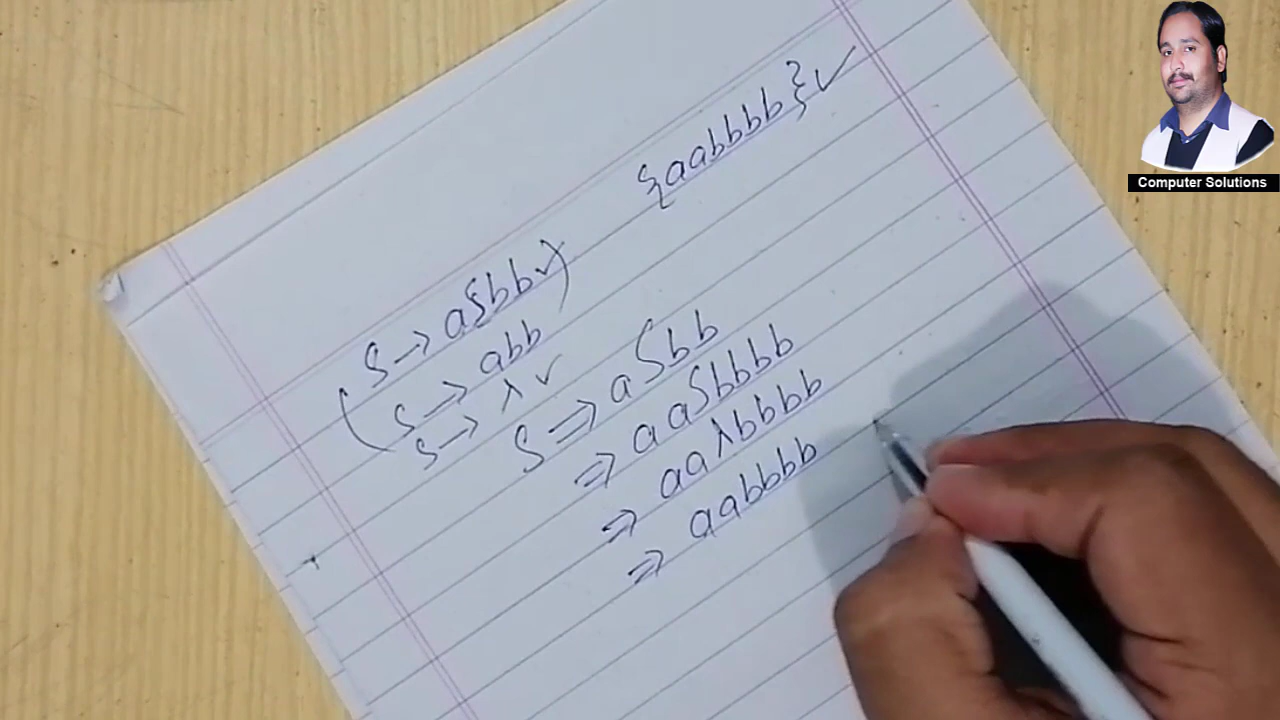 {aabbbb}✓
S → aSbb ✓
S → abb
S → λ ✓
S ⇒ aSbb
⇒ aaSbbbb
⇒ aaλbbbb
⇒ aabbbb
Computer Solutions